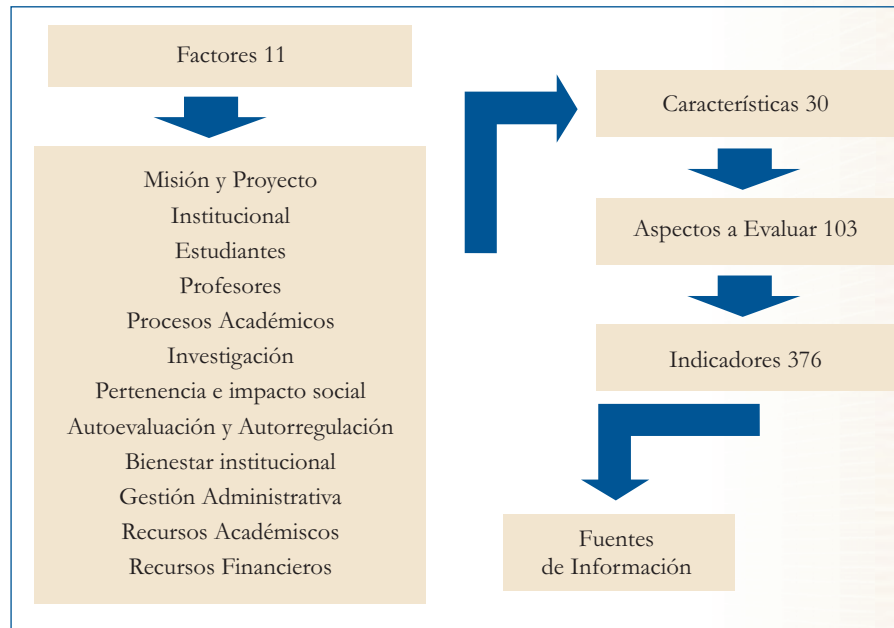 Factores 11
Misión y Proyecto
Institucional
Estudiantes
Profesores
Procesos Académicos
Investigación
Pertenencia e impacto social
Autoevaluación y Autorregulación
Bienestar institucional
Gestión Administrativa
Recursos Académiscos
Recursos Financieros
Características 30
Aspectos a Evaluar 103
Indicadores 376
Fuentes
de Información